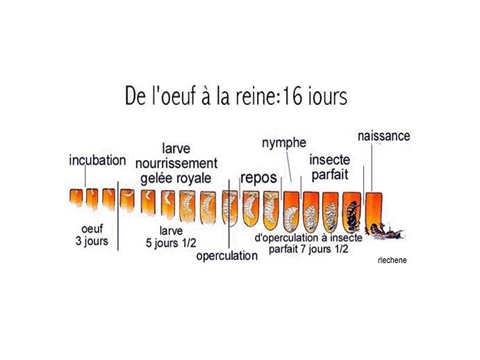 De l'oeuf à la reine:16 jours
incubation
larve
nourrissement
gelée royale
repos
nymphe
insecte
parfait
naissance
oeuf
3 jours
larve
5 jours 1/2
operculation
d'operculation à insecte
parfait 7 jours 1/2
rlechene